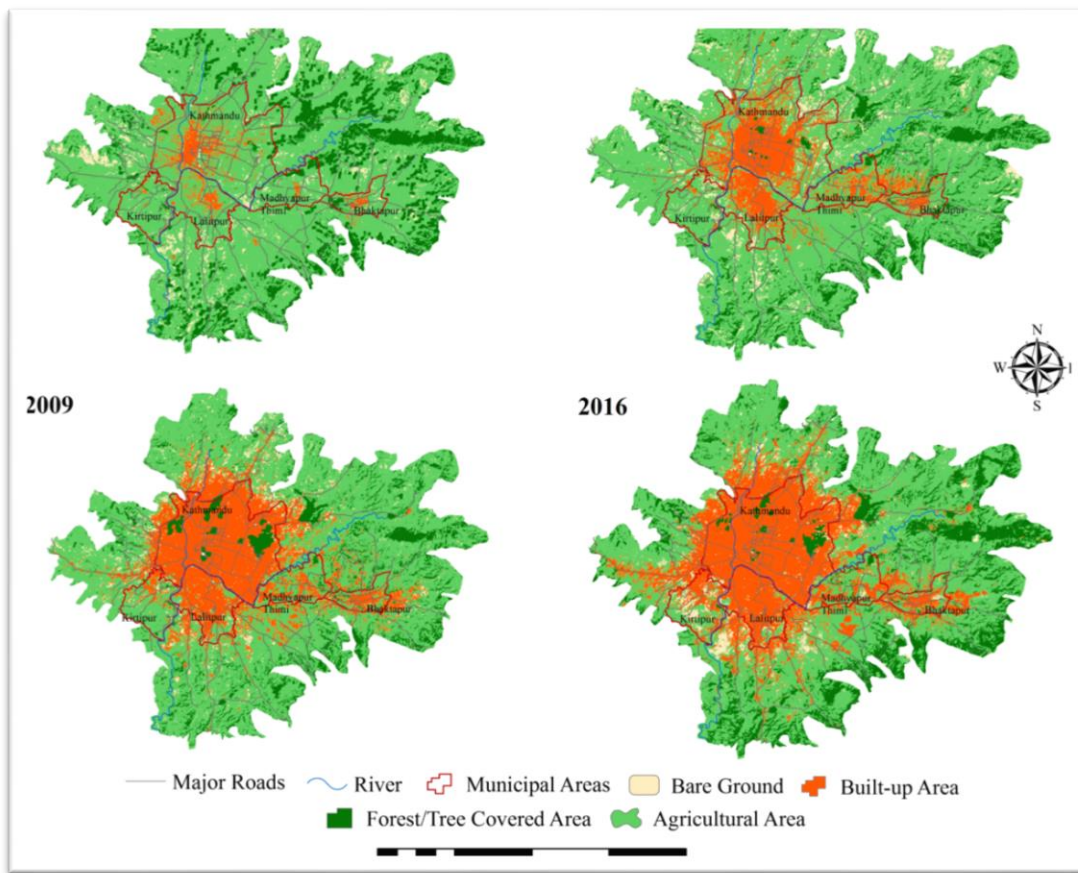 Kathmandu
Kirtipur
Lalitpur
Madhyapur
Thimi
Bhaktapur
Kathmandu
Kirtipur
Lalitpur
Madhyapur
Thimi
Bhaktapur
N
W
S
2009
2016
Kathmandu
Kirtipur
Lalitpur
Madhyapur
Thimi
Bhaktapur
Kathmandu
Kirtipur
Lalitpur
Madhyapur
Thimi
Bhaktapur
Major Roads
River
Municipal Areas
Bare Ground
Built-up Area
Forest/Tree Covered Area
Agricultural Area